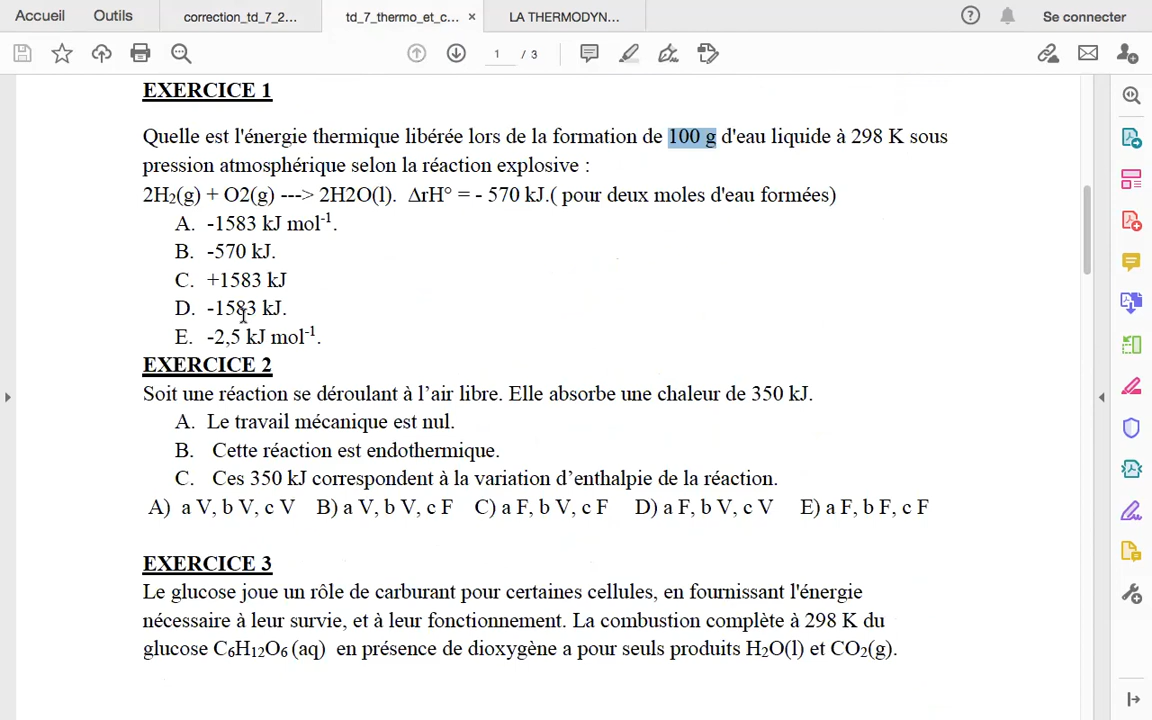 Accueil Outils correction_td_7_2... td_7_thermo_et_c... × LA THERMODYN... Se connecter
1 / 3
EXERCICE 1
Quelle est l'énergie thermique libérée lors de la formation de 100 g d'eau liquide à 298 K sous
pression atmosphérique selon la réaction explosive :
2H₂(g) + O2(g) ---> 2H2O(l). ΔrH° = - 570 kJ.( pour deux moles d'eau formées)
A. -1583 kJ mol⁻¹.
B. -570 kJ.
C. +1583 kJ
D. -1583 kJ.
E. -2,5 kJ mol⁻¹.
EXERCICE 2
Soit une réaction se déroulant à l’air libre. Elle absorbe une chaleur de 350 kJ.
A. Le travail mécanique est nul.
B. Cette réaction est endothermique.
C. Ces 350 kJ correspondent à la variation d’enthalpie de la réaction.
A) a V, b V, c V B) a V, b V, c F C) a F, b V, c F D) a F, b V, c V E) a F, b F, c F
EXERCICE 3
Le glucose joue un rôle de carburant pour certaines cellules, en fournissant l'énergie
nécessaire à leur survie, et à leur fonctionnement. La combustion complète à 298 K du
glucose C₆H₁₂O₆ (aq) en présence de dioxygène a pour seuls produits H₂O(l) et CO₂(g).